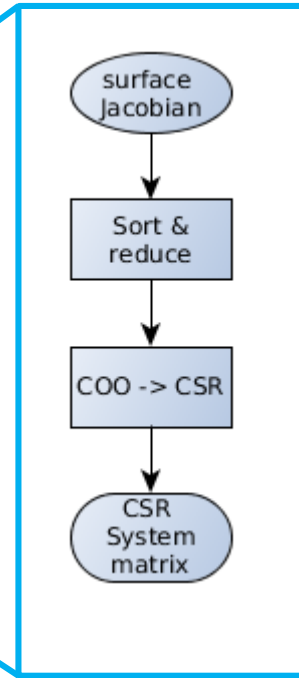 surface
Jacobian
Sort &
reduce
COO -> CSR
CSR
System
matrix